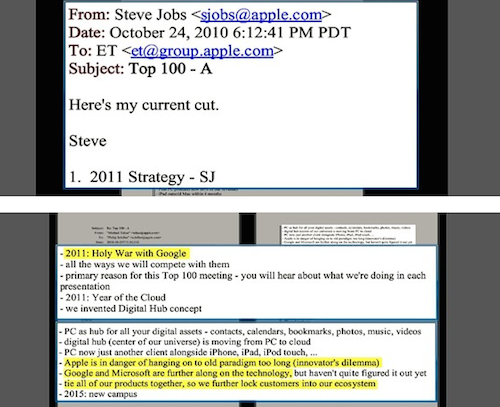 From: Steve Jobs <sjobs@apple.com>
Date: October 24, 2010 6:12:41 PM PDT
To: ET <et@group.apple.com>
Subject: Top 100 - A
Here's my current cut.
Steve
1. 2011 Strategy - SJ
- 2011: Holy War with Google
- all the ways we will compete with them
- primary reason for this Top 100 meeting - you will hear about what we're doing in each
presentation
- 2011: Year of the Cloud
- we invented Digital Hub concept
- PC as hub for all your digital assets - contacts, calendars, bookmarks, photos, music, videos
- digital hub (center of our universe) is moving from PC to cloud
- PC now just another client alongside iPhone, iPad, iPod touch, ...
- Apple is in danger of hanging on to old paradigm too long (innovator's dilemma)
- Google and Microsoft are further along on the technology, but haven't quite figured it out yet
- tie all of our products together, so we further lock customers into our ecosystem
- 2015: new campus